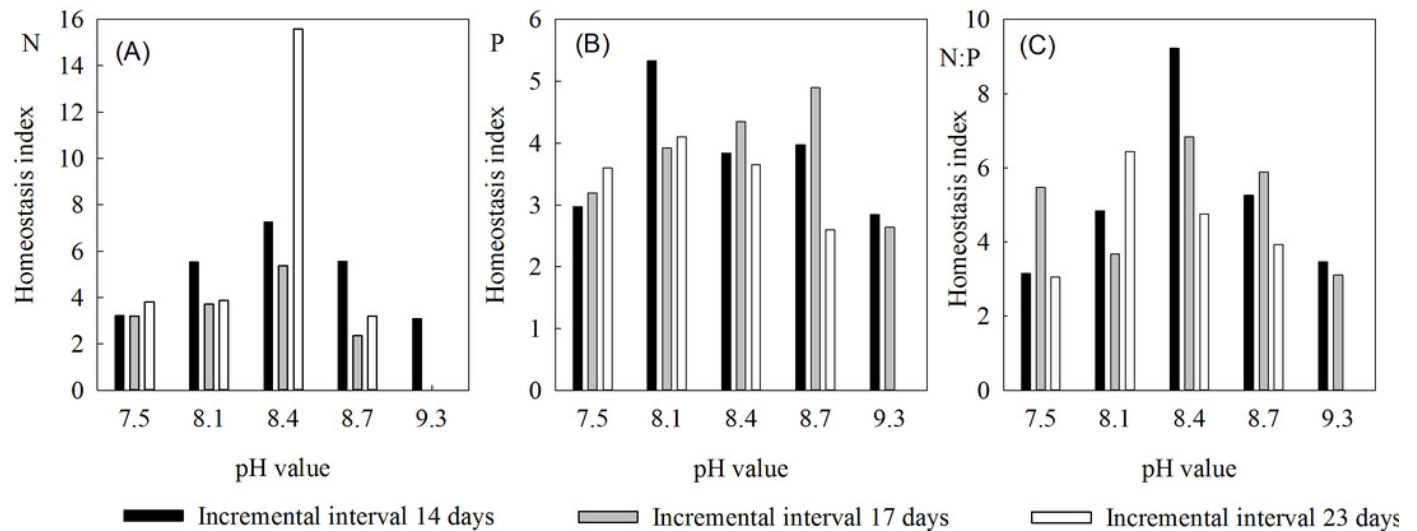 N
(A)
Homeostasis index
16
14
12
10
8
6
4
2
0
7.5 8.1 8.4 8.7 9.3
pH value
P
(B)
Homeostasis index
6
5
4
3
2
1
0
7.5 8.1 8.4 8.7 9.3
pH value
N:P
(C)
Homeostasis index
10
8
6
4
2
0
7.5 8.1 8.4 8.7 9.3
pH value
Incremental interval 14 days
Incremental interval 17 days
Incremental interval 23 days